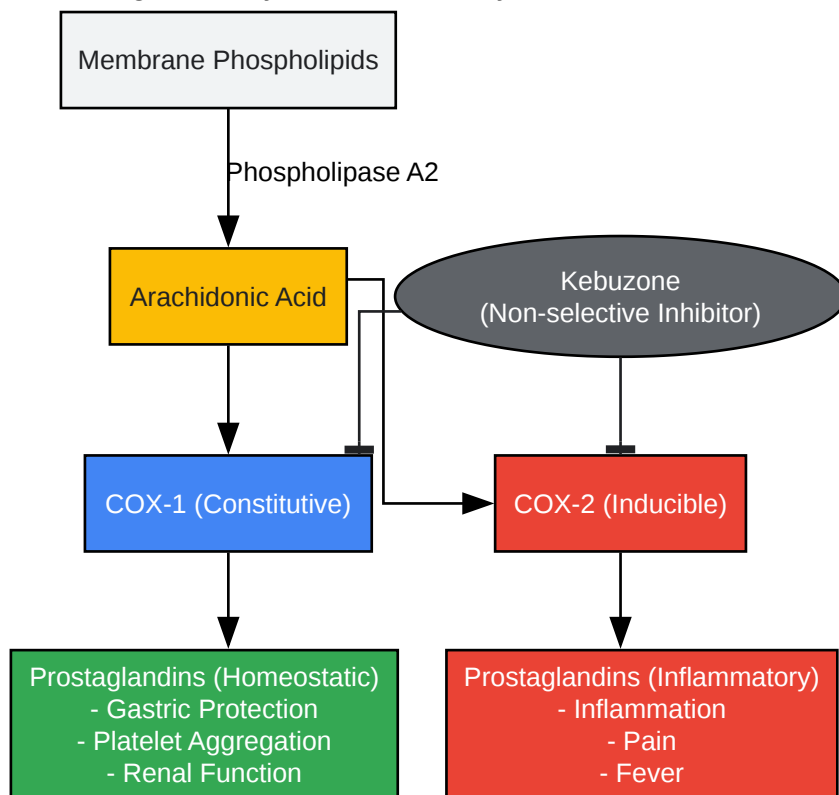 Membrane Phospholipids
Phospholipase A2
Arachidonic Acid
Kebuzone
(Non-selective Inhibitor)
COX-1 (Constitutive)
COX-2 (Inducible)
Prostaglandins (Homeostatic)
- Gastric Protection
- Platelet Aggregation
- Renal Function
Prostaglandins (Inflammatory)
- Inflammation
- Pain
- Fever